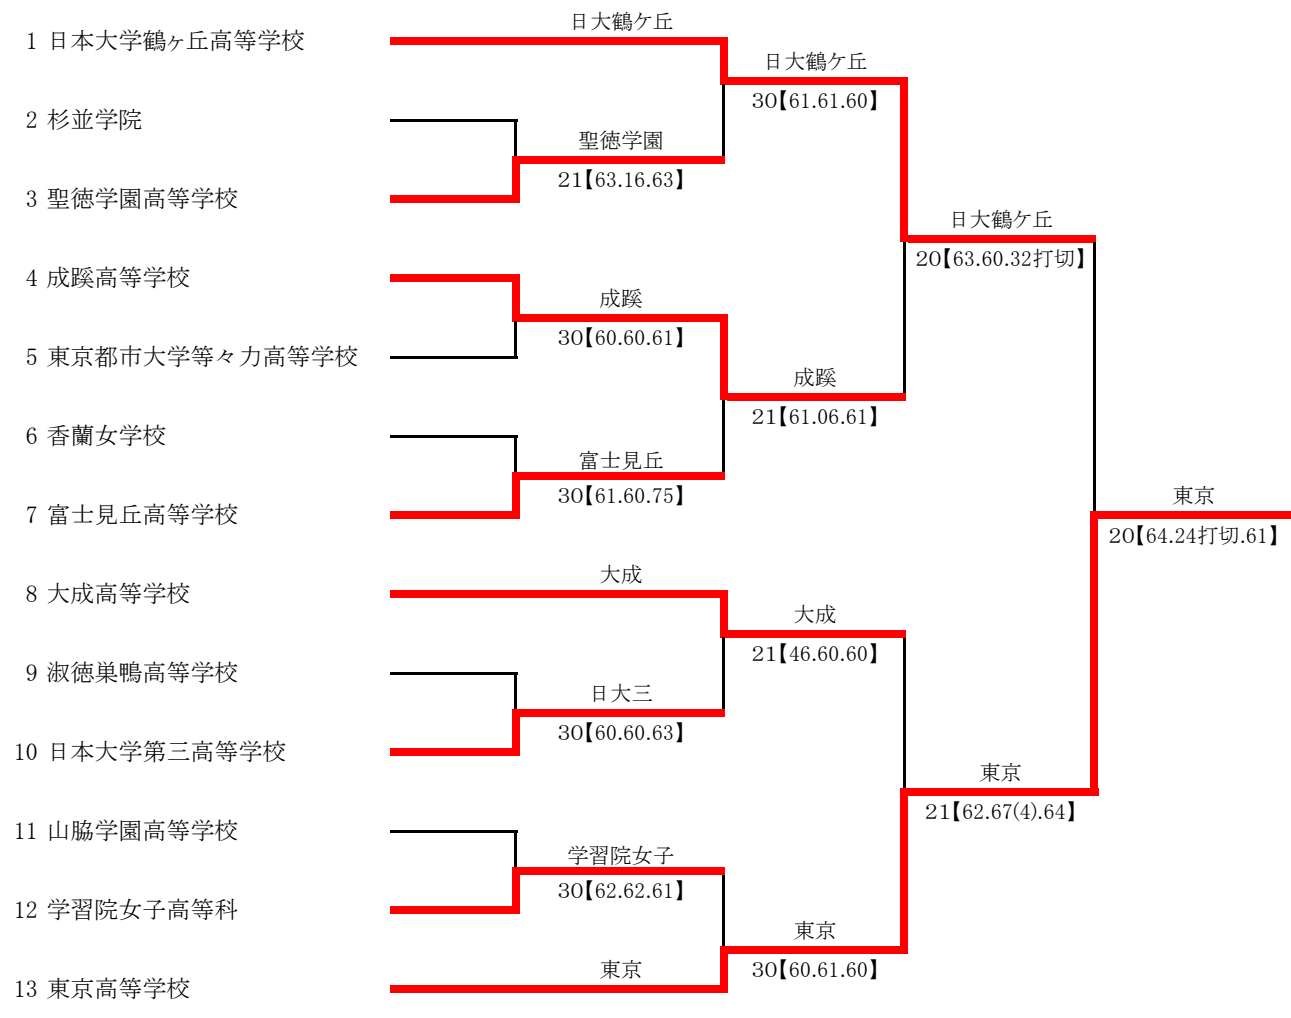 1 日本大学鶴ヶ丘高等学校
2 杉並学院
3 聖徳学園高等学校
4 成蹊高等学校
5 東京都市大学等々力高等学校
6 香蘭女学校
7 富士見丘高等学校
8 大成高等学校
9 淑徳巣鴨高等学校
10 日本大学第三高等学校
11 山脇学園高等学校
12 学習院女子高等科
13 東京高等学校
日大鶴ケ丘
聖徳学園
21【63.16.63】
成蹊
30【60.60.61】
富士見丘
30【61.60.75】
大成
日大三
30【60.60.63】
学習院女子
30【62.62.61】
東京
日大鶴ケ丘
30【61.61.60】
成蹊
21【61.06.61】
大成
21【46.60.60】
東京
30【60.61.60】
日大鶴ケ丘
20【63.60.32打切】
東京
21【62.67(4).64】
東京
20【64.24打切.61】